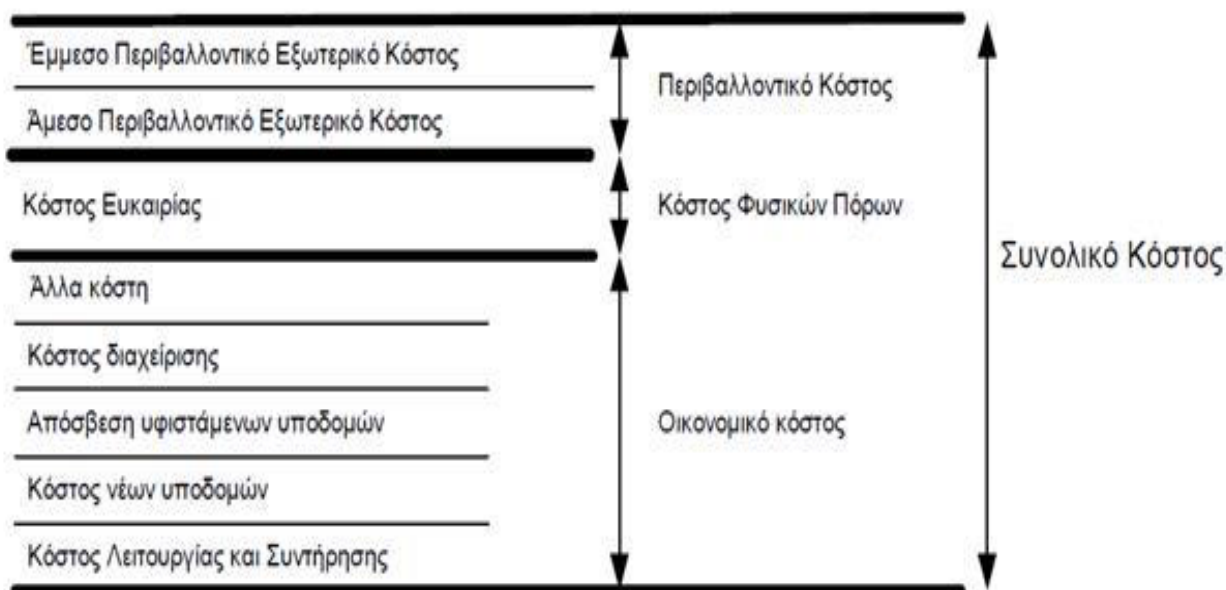 Έμμεσο Περιβαλλοντικό Εξωτερικό Κόστος
Άμεσο Περιβαλλοντικό Εξωτερικό Κόστος
Περιβαλλοντικό Κόστος
Κόστος Ευκαιρίας
Κόστος Φυσικών Πόρων
Άλλα κόστη
Κόστος διαχείρισης
Απόσβεση υφιστάμενων υποδομών
Κόστος νέων υποδομών
Κόστος Λειτουργίας και Συντήρησης
Οικονομικό κόστος
Συνολικό Κόστος